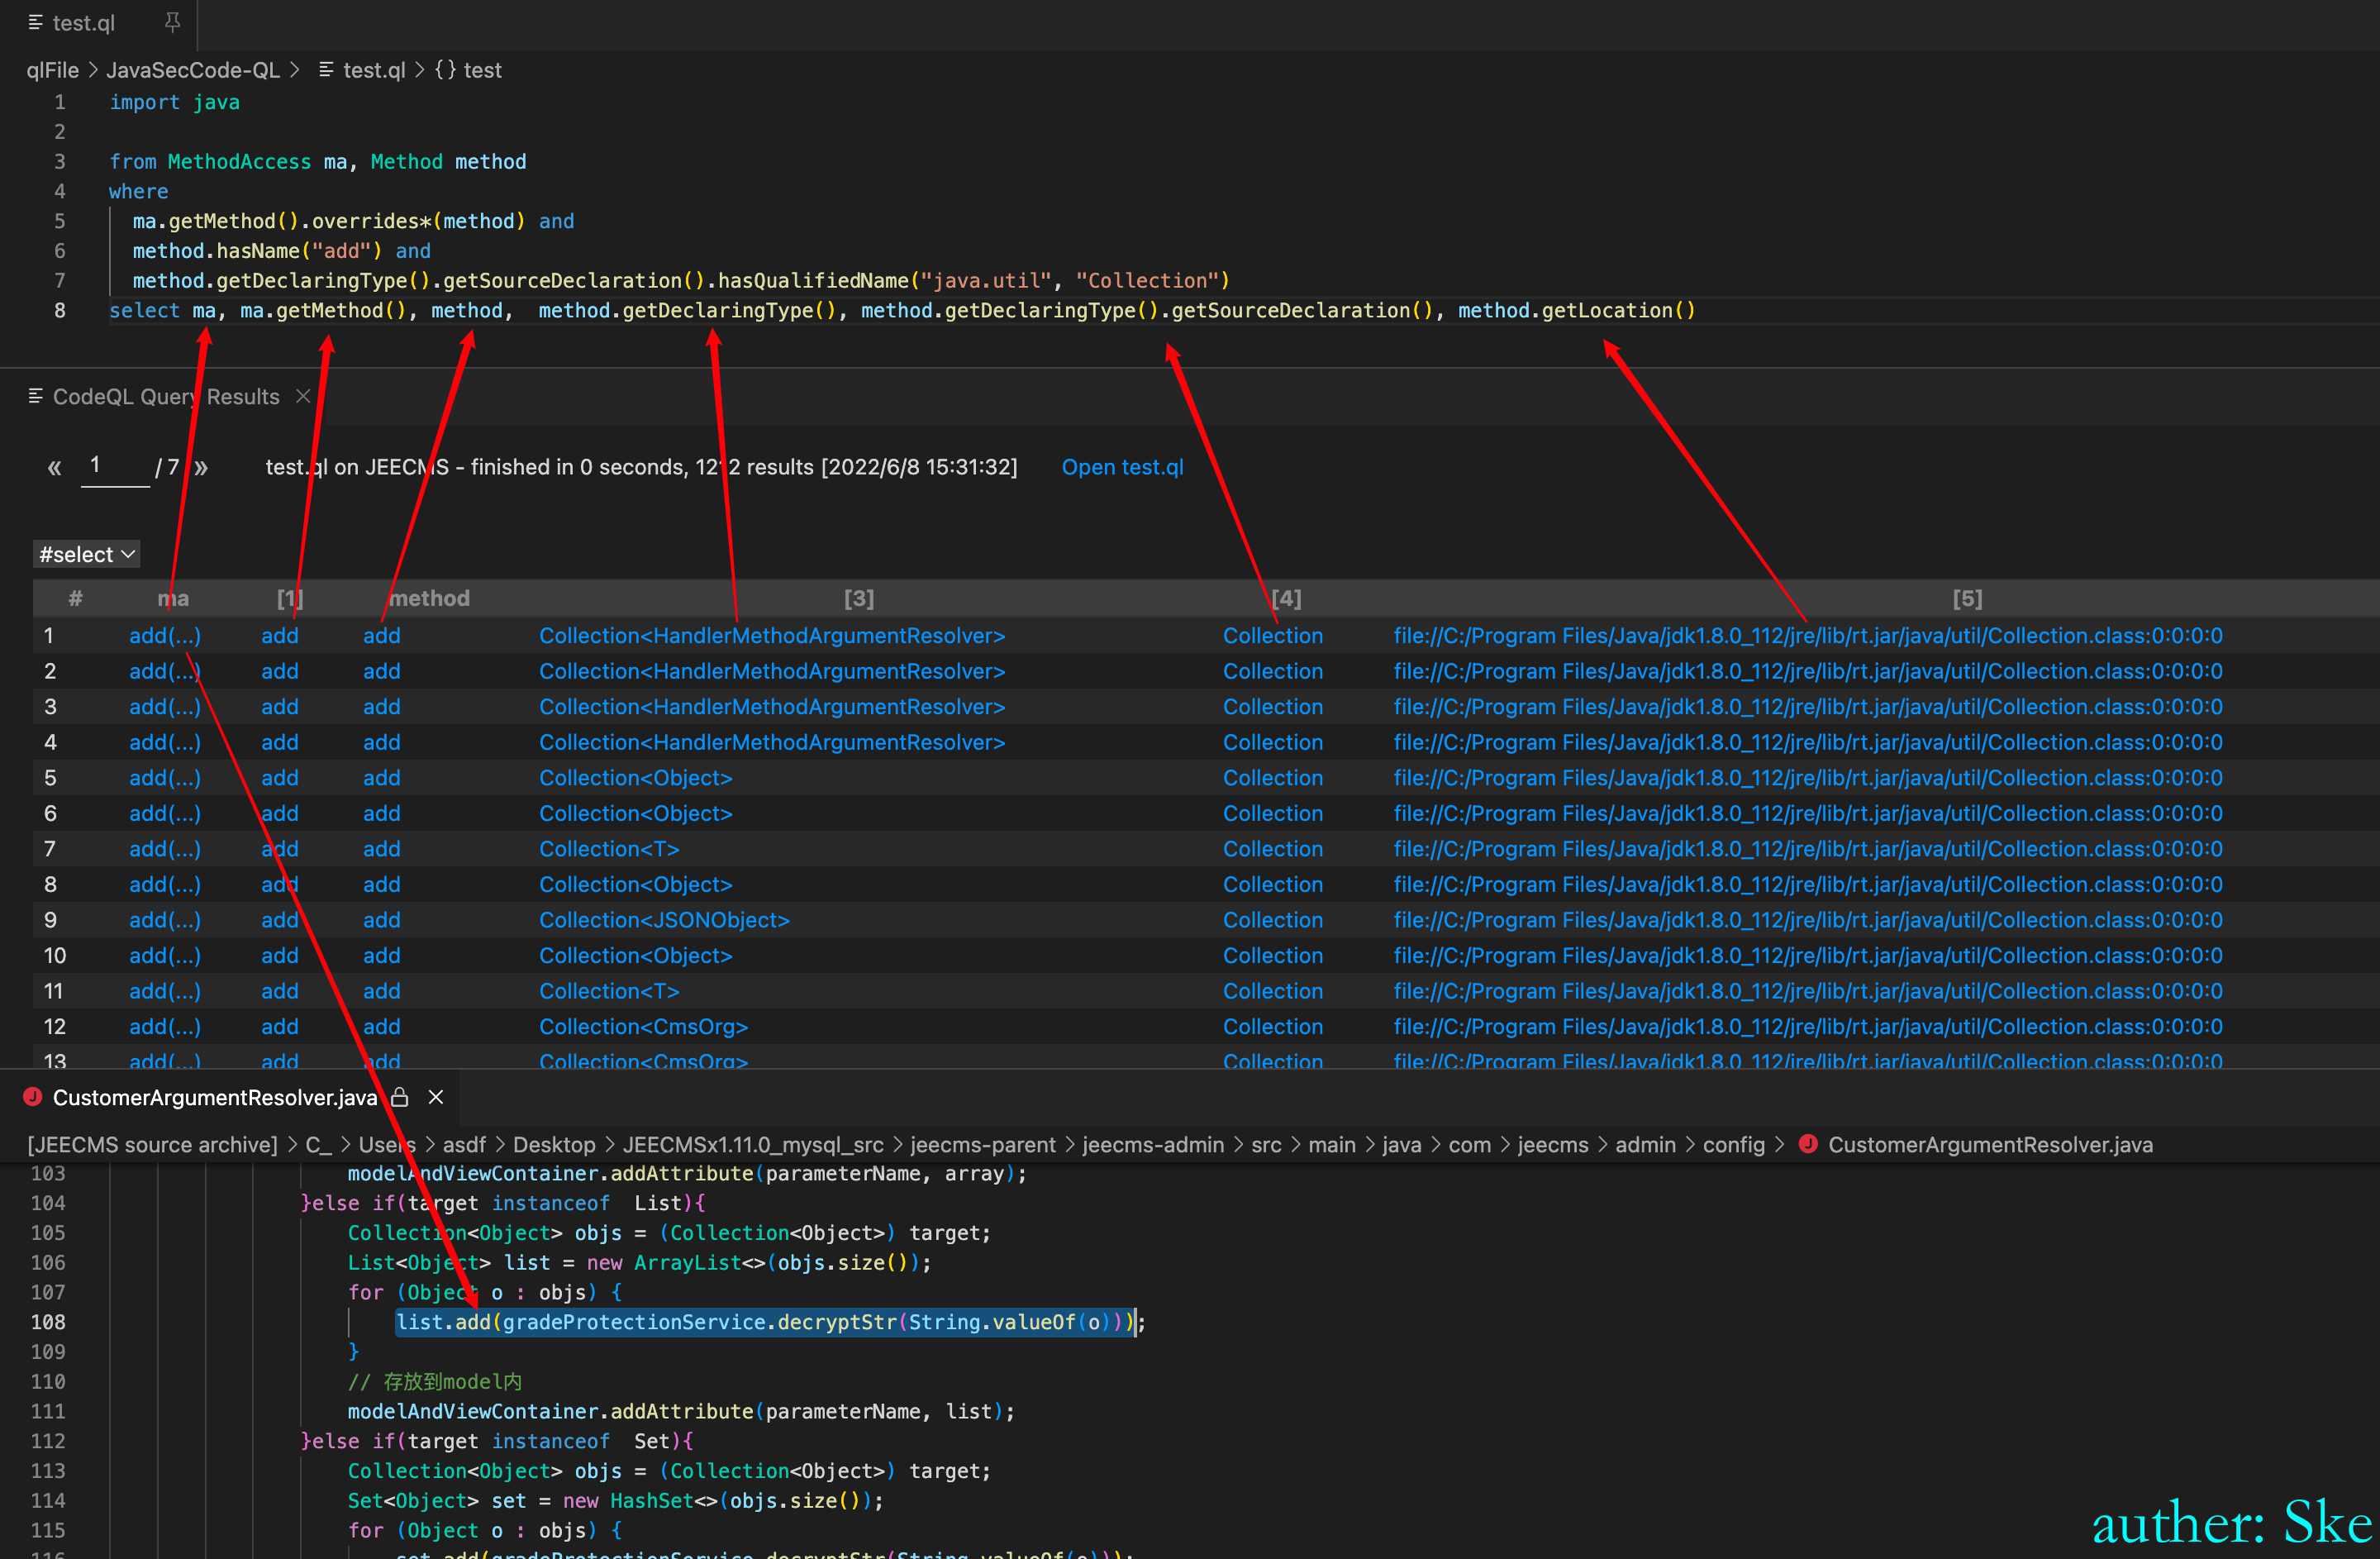 test.ql
qlFile > JavaSecCode-QL > test.ql > {} test
1 import java
2
3 from MethodAccess ma, Method method
4 where
5 ma.getMethod().overrides*(method) and
6 method.hasName("add") and
7 method.getDeclaringType().getSourceDeclaration().hasQualifiedName("java.util", "Collection")
8 select ma, ma.getMethod(), method,  method.getDeclaringType(), method.getDeclaringType().getSourceDeclaration(), method.getLocation()
CodeQL Query Results
« 1 / 7 » test.ql on JEECMS - finished in 0 seconds, 1212 results [2022/6/8 15:31:32] Open test.ql
#select
# ma [1] method [3] [4] [5]
1 add(...) add add Collection<HandlerMethodArgumentResolver> Collection file://C:/Program Files/Java/jdk1.8.0_112/jre/lib/rt.jar/java/util/Collection.class:0:0:0:0
2 add(...) add add Collection<HandlerMethodArgumentResolver> Collection file://C:/Program Files/Java/jdk1.8.0_112/jre/lib/rt.jar/java/util/Collection.class:0:0:0:0
3 add(...) add add Collection<HandlerMethodArgumentResolver> Collection file://C:/Program Files/Java/jdk1.8.0_112/jre/lib/rt.jar/java/util/Collection.class:0:0:0:0
4 add(...) add add Collection<HandlerMethodArgumentResolver> Collection file://C:/Program Files/Java/jdk1.8.0_112/jre/lib/rt.jar/java/util/Collection.class:0:0:0:0
5 add(...) add add Collection<Object> Collection file://C:/Program Files/Java/jdk1.8.0_112/jre/lib/rt.jar/java/util/Collection.class:0:0:0:0
6 add(...) add add Collection<Object> Collection file://C:/Program Files/Java/jdk1.8.0_112/jre/lib/rt.jar/java/util/Collection.class:0:0:0:0
7 add(...) add add Collection<T> Collection file://C:/Program Files/Java/jdk1.8.0_112/jre/lib/rt.jar/java/util/Collection.class:0:0:0:0
8 add(...) add add Collection<Object> Collection file://C:/Program Files/Java/jdk1.8.0_112/jre/lib/rt.jar/java/util/Collection.class:0:0:0:0
9 add(...) add add Collection<JSONObject> Collection file://C:/Program Files/Java/jdk1.8.0_112/jre/lib/rt.jar/java/util/Collection.class:0:0:0:0
10 add(...) add add Collection<Object> Collection file://C:/Program Files/Java/jdk1.8.0_112/jre/lib/rt.jar/java/util/Collection.class:0:0:0:0
11 add(...) add add Collection<T> Collection file://C:/Program Files/Java/jdk1.8.0_112/jre/lib/rt.jar/java/util/Collection.class:0:0:0:0
12 add(...) add add Collection<CmsOrg> Collection file://C:/Program Files/Java/jdk1.8.0_112/jre/lib/rt.jar/java/util/Collection.class:0:0:0:0
13 add(...) add add Collection<CmsOrg> Collection file://C:/Program Files/Java/jdk1.8.0_112/jre/lib/rt.jar/java/util/Collection.class:0:0:0:0
J CustomerArgumentResolver.java
[JEECMS source archive] > C_ > Users > asdf > Desktop > JEECMSx1.11.0_mysql_src > jeecms-parent > jeecms-admin > src > main > java > com > jeecms > admin > config > J CustomerArgumentResolver.java
103 modelAndViewContainer.addAttribute(parameterName, array);
104 }else if(target instanceof  List){
105 Collection<Object> objs = (Collection<Object>) target;
106 List<Object> list = new ArrayList<>(objs.size());
107 for (Object o : objs) {
108 list.add(gradeProtectionService.decryptStr(String.valueOf(o)));
109 }
110 // 存放到model内
111 modelAndViewContainer.addAttribute(parameterName, list);
112 }else if(target instanceof  Set){
113 Collection<Object> objs = (Collection<Object>) target;
114 Set<Object> set = new HashSet<>(objs.size());
115 for (Object o : objs) {
116 set.add(gradeProtectionService.decryptStr(String.valueOf(o)));
auther: Ske